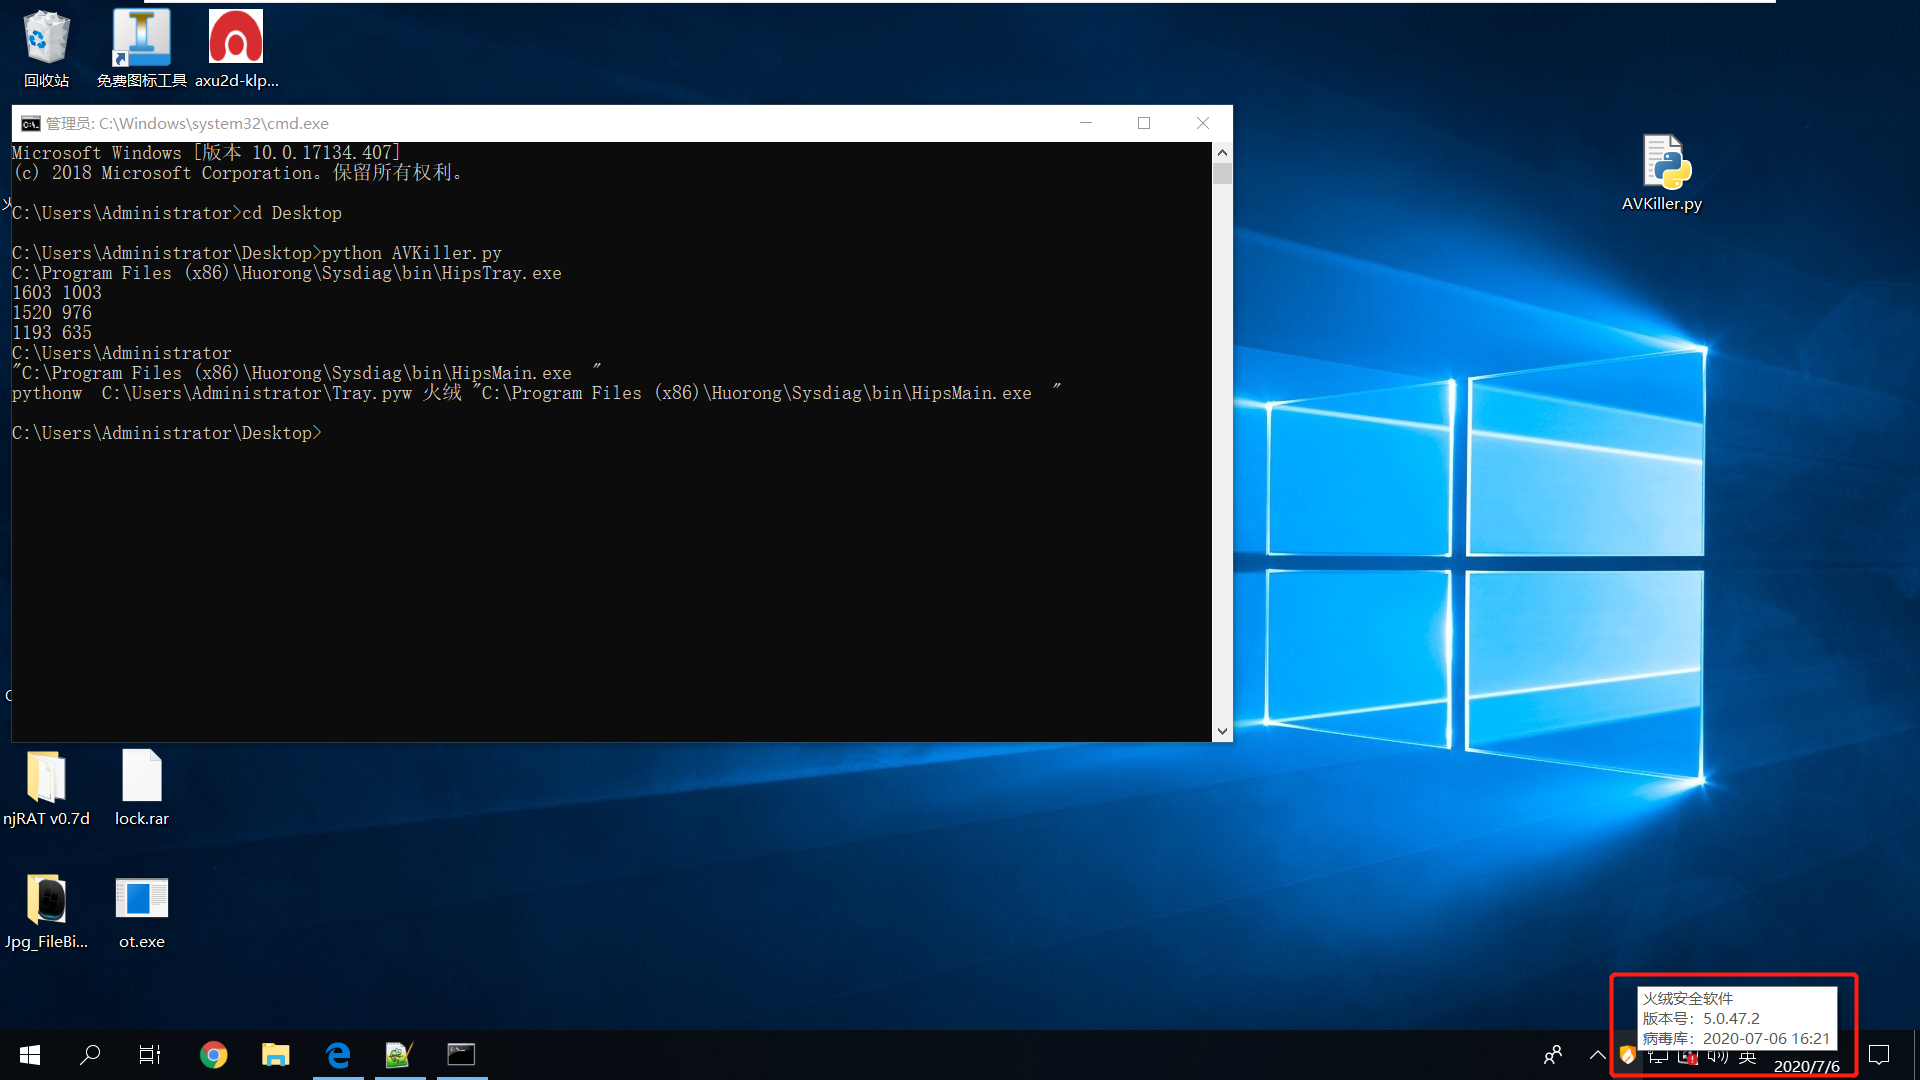 回收站
免费图标工具
axu2d-klp...
管理员: C:\Windows\system32\cmd.exe
Microsoft Windows [版本 10.0.17134.407]
(c) 2018 Microsoft Corporation。保留所有权利。
C:\Users\Administrator>cd Desktop
C:\Users\Administrator\Desktop>python AVKiller.py
C:\Program Files (x86)\Huorong\Sysdiag\bin\HipsTray.exe
1603 1003
1520 976
1193 635
C:\Users\Administrator
"C:\Program Files (x86)\Huorong\Sysdiag\bin\HipsMain.exe  "
pythonw  C:\Users\Administrator\Tray.pyw 火绒 "C:\Program Files (x86)\Huorong\Sysdiag\bin\HipsMain.exe  "
C:\Users\Administrator\Desktop>
AVKiller.py
njRAT v0.7d
lock.rar
Jpg_FileBi...
ot.exe
火绒安全软件
版本号：5.0.47.2
病毒库：2020-07-06 16:21
英
2020/7/6